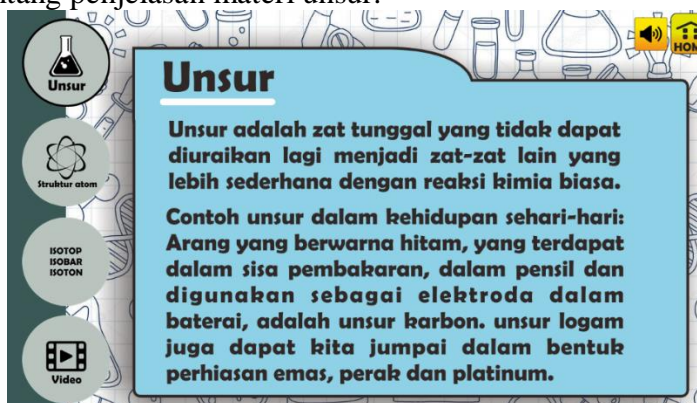 ntang penjelasan materi unsur.
HOM
Unsur
Struktur atom
ISOTOP
ISOBAR
ISOTON
Video
Unsur
Unsur adalah zat tunggal yang tidak dapat
diuraikan lagi menjadi zat-zat lain yang
lebih sederhana dengan reaksi kimia biasa.
Contoh unsur dalam kehidupan sehari-hari:
Arang yang berwarna hitam, yang terdapat
dalam sisa pembakaran, dalam pensil dan
digunakan sebagai elektroda dalam
baterai, adalah unsur karbon. unsur logam
juga dapat kita jumpai dalam bentuk
perhiasan emas, perak dan platinum.